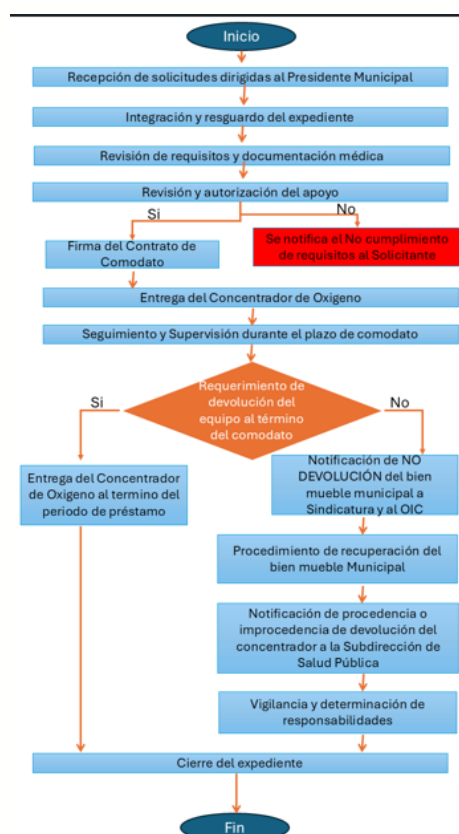 Inicio
Recepción de solicitudes dirigidas al Presidente Municipal
Integración y resguardo del expediente
Revisión de requisitos y documentación médica
Revisión y autorización del apoyo
Si
No
Firma del Contrato de
Comodato
Se notifica el No cumplimiento
de requisitos al Solicitante
Entrega del Concentrador de Oxigeno
Seguimiento y Supervisión durante el plazo de comodato
Requerimiento de
devolución del
equipo al término
del comodato
Si
No
Entrega del Concentrador
de Oxigeno al termino del
periodo de préstamo
Notificación de NO
DEVOLUCIÓN del bien
mueble municipal a
Sindicatura y al OIC
Procedimiento de recuperación del
bien mueble Municipal
Notificación de procedencia o
improcedencia de devolución del
concentrador a la Subdirección de
Salud Pública
Vigilancia y determinación de
responsabilidades
Cierre del expediente
Fin